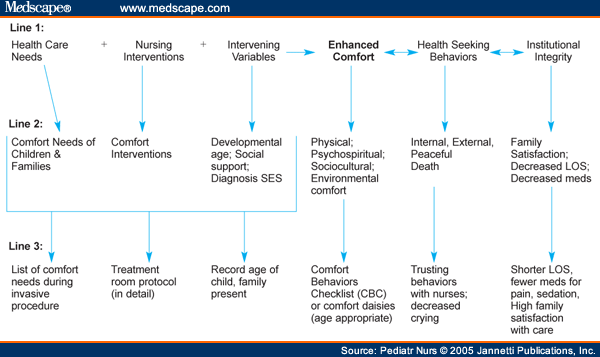 Medscape® www.medscape.com
Line 1:
Health Care
Needs
+
Nursing
Interventions
+
Intervening
Variables
Enhanced
Comfort
Health Seeking
Behaviors
Institutional
Integrity
Line 2:
Comfort Needs of
Children &
Families
Comfort
Interventions
Developmental
age; Social
support;
Diagnosis SES
Physical;
Psychospiritual;
Sociocultural;
Environmental
comfort
Internal, External,
Peaceful
Death
Family
Satisfaction;
Decreased LOS;
Decreased meds
Line 3:
List of comfort
needs during
invasive
procedure
Treatment
room protocol
(in detail)
Record age of
child, family
present
Comfort
Behaviors
Checklist (CBC)
or comfort daisies
(age appropriate)
Trusting
behaviors
with nurses;
decreased
crying
Shorter LOS,
fewer meds for
pain, sedation,
High family
satisfaction
with care
Source: Pediatr Nurs © 2005 Jannetti Publications, Inc.